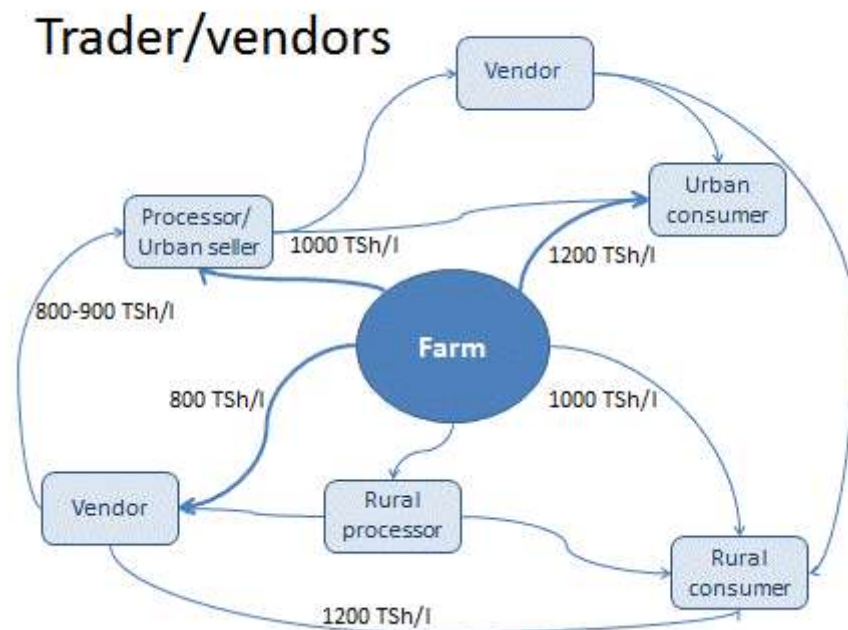 Trader/vendors
Vendor
Urban
consumer
Processor/
Urban seller
1000 TSh/l
1200 TSh/l
800-900 TSh/l
Farm
800 TSh/l
1000 TSh/l
Vendor
Rural
processor
Rural
consumer
1200 TSh/l